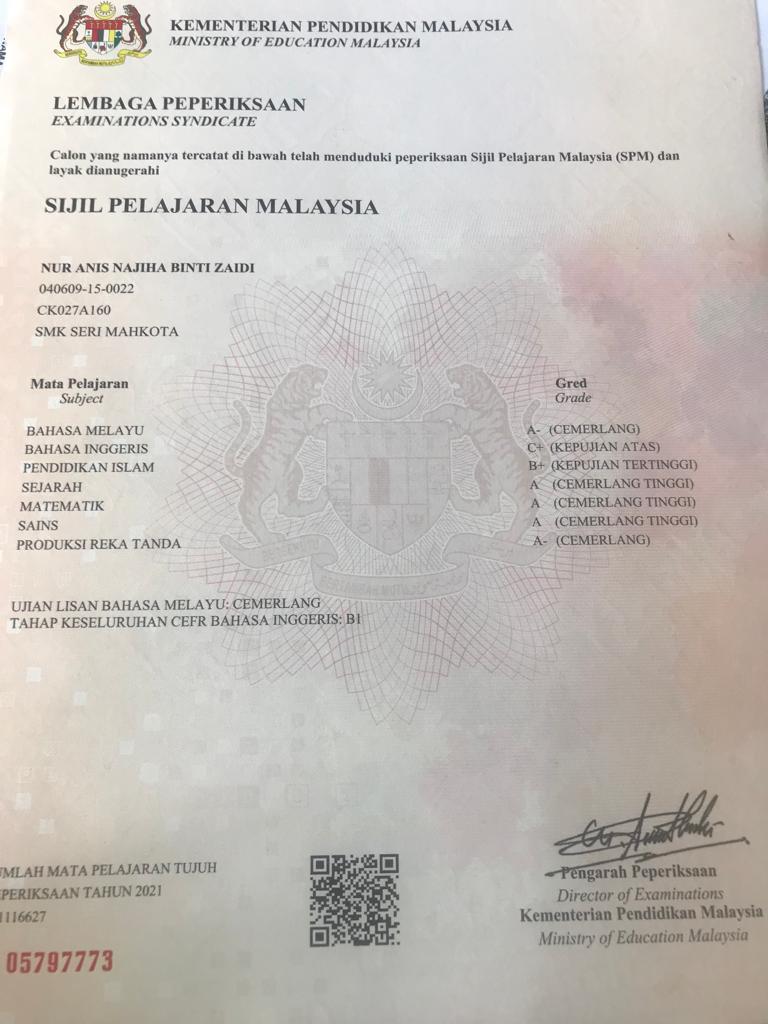 KEMENTERIAN PENDIDIKAN MALAYSIA
MINISTRY OF EDUCATION MALAYSIA
LEMBAGA PEPERIKSAAN
EXAMINATIONS SYNDICATE
Calon yang namanya tercatat di bawah telah menduduki peperiksaan Sijil Pelajaran Malaysia (SPM) dan
layak dianugerahi
SIJIL PELAJARAN MALAYSIA
NUR ANIS NAJIHA BINTI ZAIDI
040609-15-0022
CK027A160
SMK SERI MAHKOTA
Mata Pelajaran Gred
Subject Grade
BAHASA MELAYU A- (CEMERLANG)
BAHASA INGGERIS C+ (KEPUJIAN ATAS)
PENDIDIKAN ISLAM B+ (KEPUJIAN TERTINGGI)
SEJARAH A (CEMERLANG TINGGI)
MATEMATIK A (CEMERLANG TINGGI)
SAINS A (CEMERLANG TINGGI)
PRODUKSI REKA TANDA A- (CEMERLANG)
UJIAN LISAN BAHASA MELAYU: CEMERLANG
TAHAP KESELURUHAN CEFR BAHASA INGGERIS: B1
UMLAH MATA PELAJARAN TUJUH
EPERIKSAAN TAHUN 2021
1116627
05797773
Pengarah Peperiksaan
Director of Examinations
Kementerian Pendidikan Malaysia
Ministry of Education Malaysia